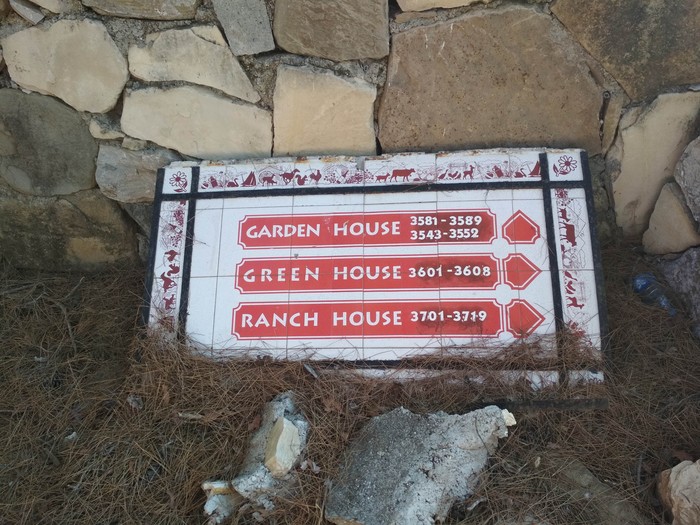 GARDEN HOUSE 3581-3589
3543-3552
GREEN HOUSE 3601-3608
RANCH HOUSE 3701-3719